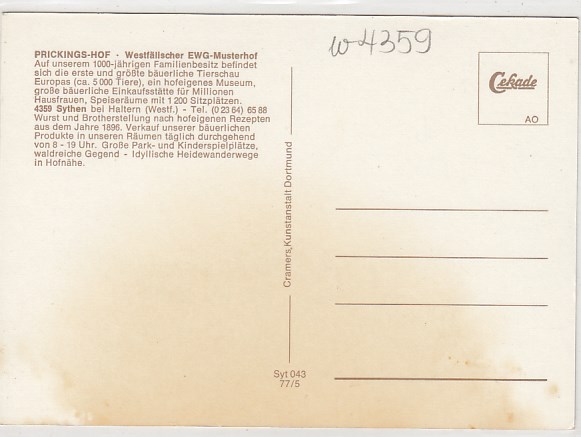 PRICKINGS-HOF · Westfälischer EWG-Musterhof
Auf unserem 1000-jährigen Familienbesitz befindet
sich die erste und größte bäuerliche Tierschau
Europas (ca. 5000 Tiere), ein hofeigenes Museum,
große bäuerliche Einkaufsstätte für Millionen
Hausfrauen, Speiseräume mit 1200 Sitzplätzen.
4359 Sythen bei Haltern (Westf.) - Tel. (0 23 64) 65 88
Wurst und Brotherstellung nach hofeigenen Rezepten
aus dem Jahre 1896. Verkauf unserer bäuerlichen
Produkte in unseren Räumen täglich durchgehend
von 8 - 19 Uhr. Große Park- und Kinderspielplätze,
waldreiche Gegend - Idyllische Heidewanderwege
in Hofnähe.
w 4359
Cekade
AO
Cramers Kunstanstalt Dortmund
Syt 043
77/5